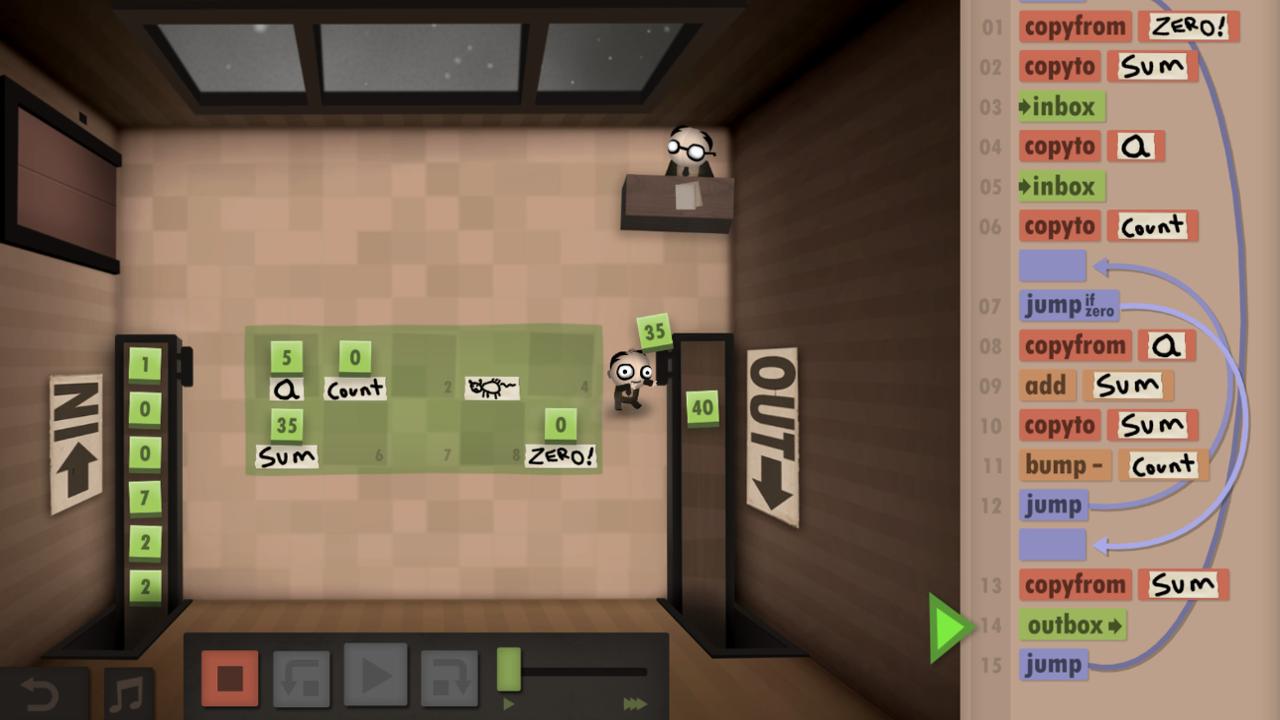 01 copyfrom ZERO!
02 copyto Sum
03 inbox
04 copyto a
05 inbox
06 copyto Count
07 jump if zero
08 copyfrom a
09 add Sum
10 copyto Sum
11 bump - Count
12 jump
13 copyfrom Sum
14 outbox
15 jump
IN
1
0
0
7
2
2
5
0
a
Count
2
4
35
0
Sum
6
7
8
ZERO!
35
40
OUT